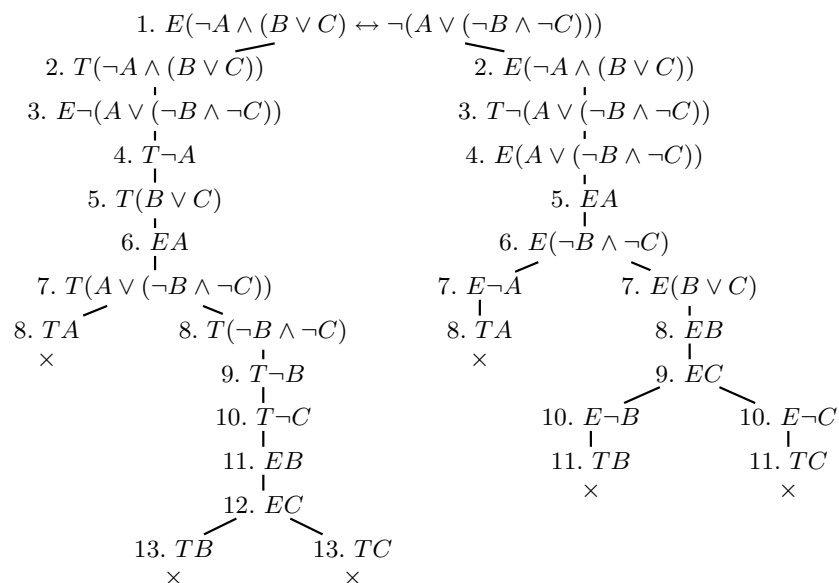 1. E(¬A ∧ (B ∨ C) ↔ ¬(A ∨ (¬B ∧ ¬C)))
2. T(¬A ∧ (B ∨ C)) 2. E(¬A ∧ (B ∨ C))
3. E¬(A ∨ (¬B ∧ ¬C)) 3. T¬(A ∨ (¬B ∧ ¬C))
4. T¬A 4. E(A ∨ (¬B ∧ ¬C))
5. T(B ∨ C) 5. EA
6. EA 6. E(¬B ∧ ¬C)
7. T(A ∨ (¬B ∧ ¬C)) 7. E¬A 7. E(B ∨ C)
8. TA 8. T(¬B ∧ ¬C) 8. TA 8. EB
× ×
9. T¬B 9. EC
10. T¬C 10. E¬B 10. E¬C
11. EB 11. TB 11. TC
× ×
12. EC
13. TB 13. TC
× ×